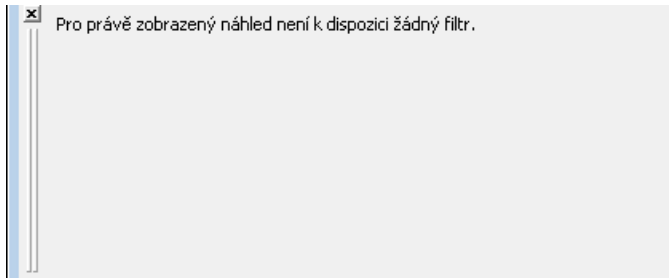 Pro právě zobrazený náhled není k dispozici žádný filtr.